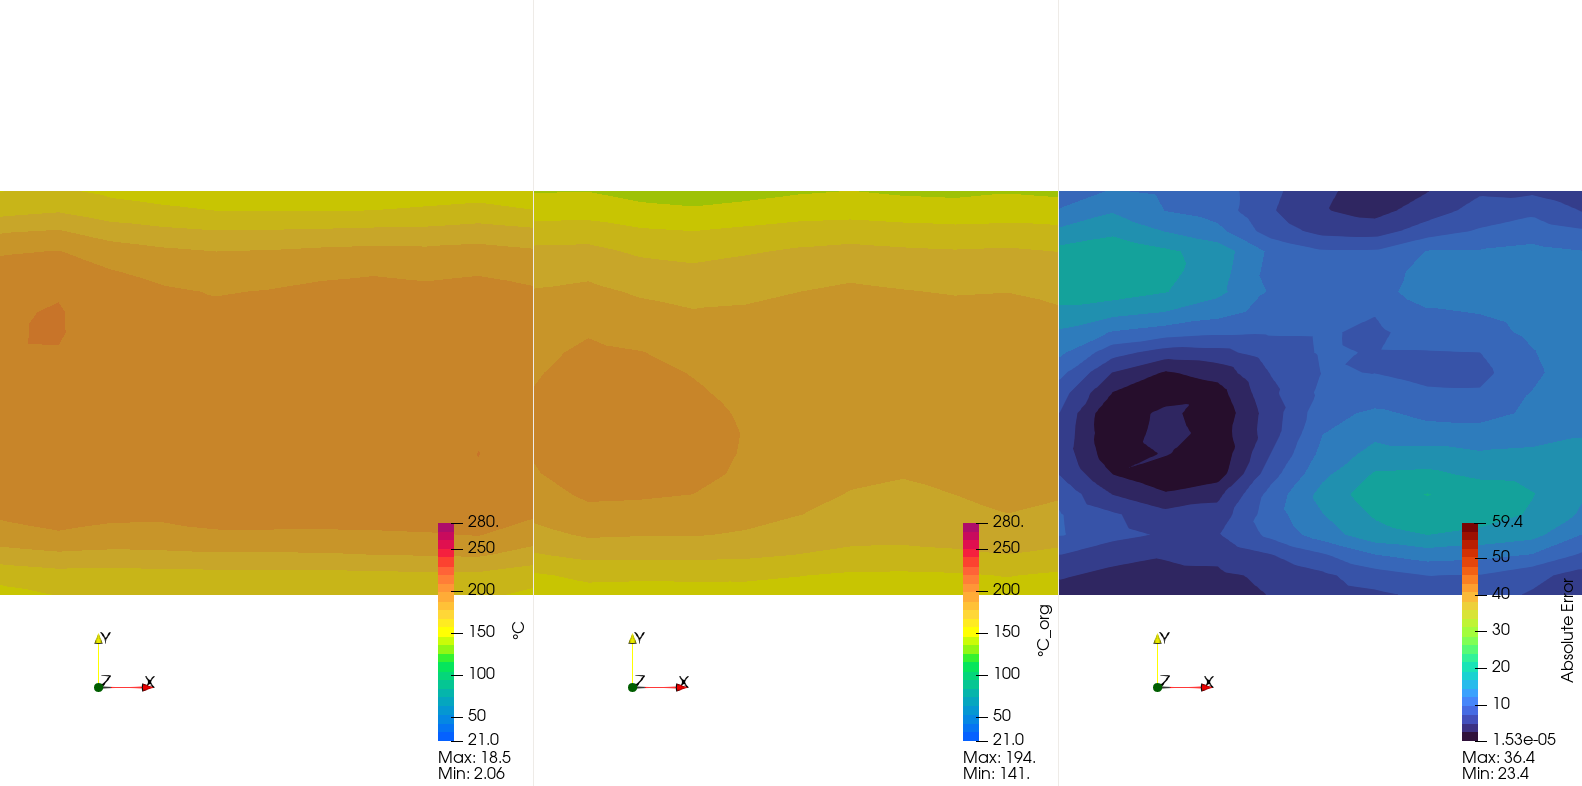 280.
250
200
150
100
50
21.0
°C
Max: 18.5
Min: 2.06
Y
Z
X
280.
250
200
150
100
50
21.0
°C_org
Max: 194.
Min: 141.
Y
Z
X
59.4
50
40
30
20
10
1.53e-05
Absolute Error
Max: 36.4
Min: 23.4
Y
Z
X